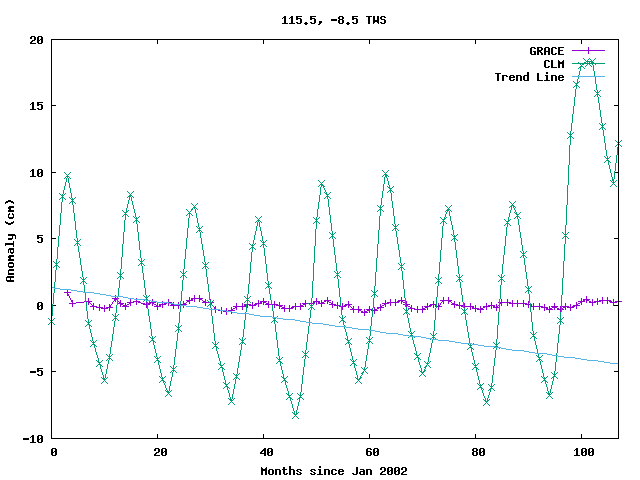 115.5, -8.5 TWS
GRACE
CLM
Trend Line
Anomaly (cm)
20
15
10
5
0
-5
-10
0 20 40 60 80 100
Months since Jan 2002